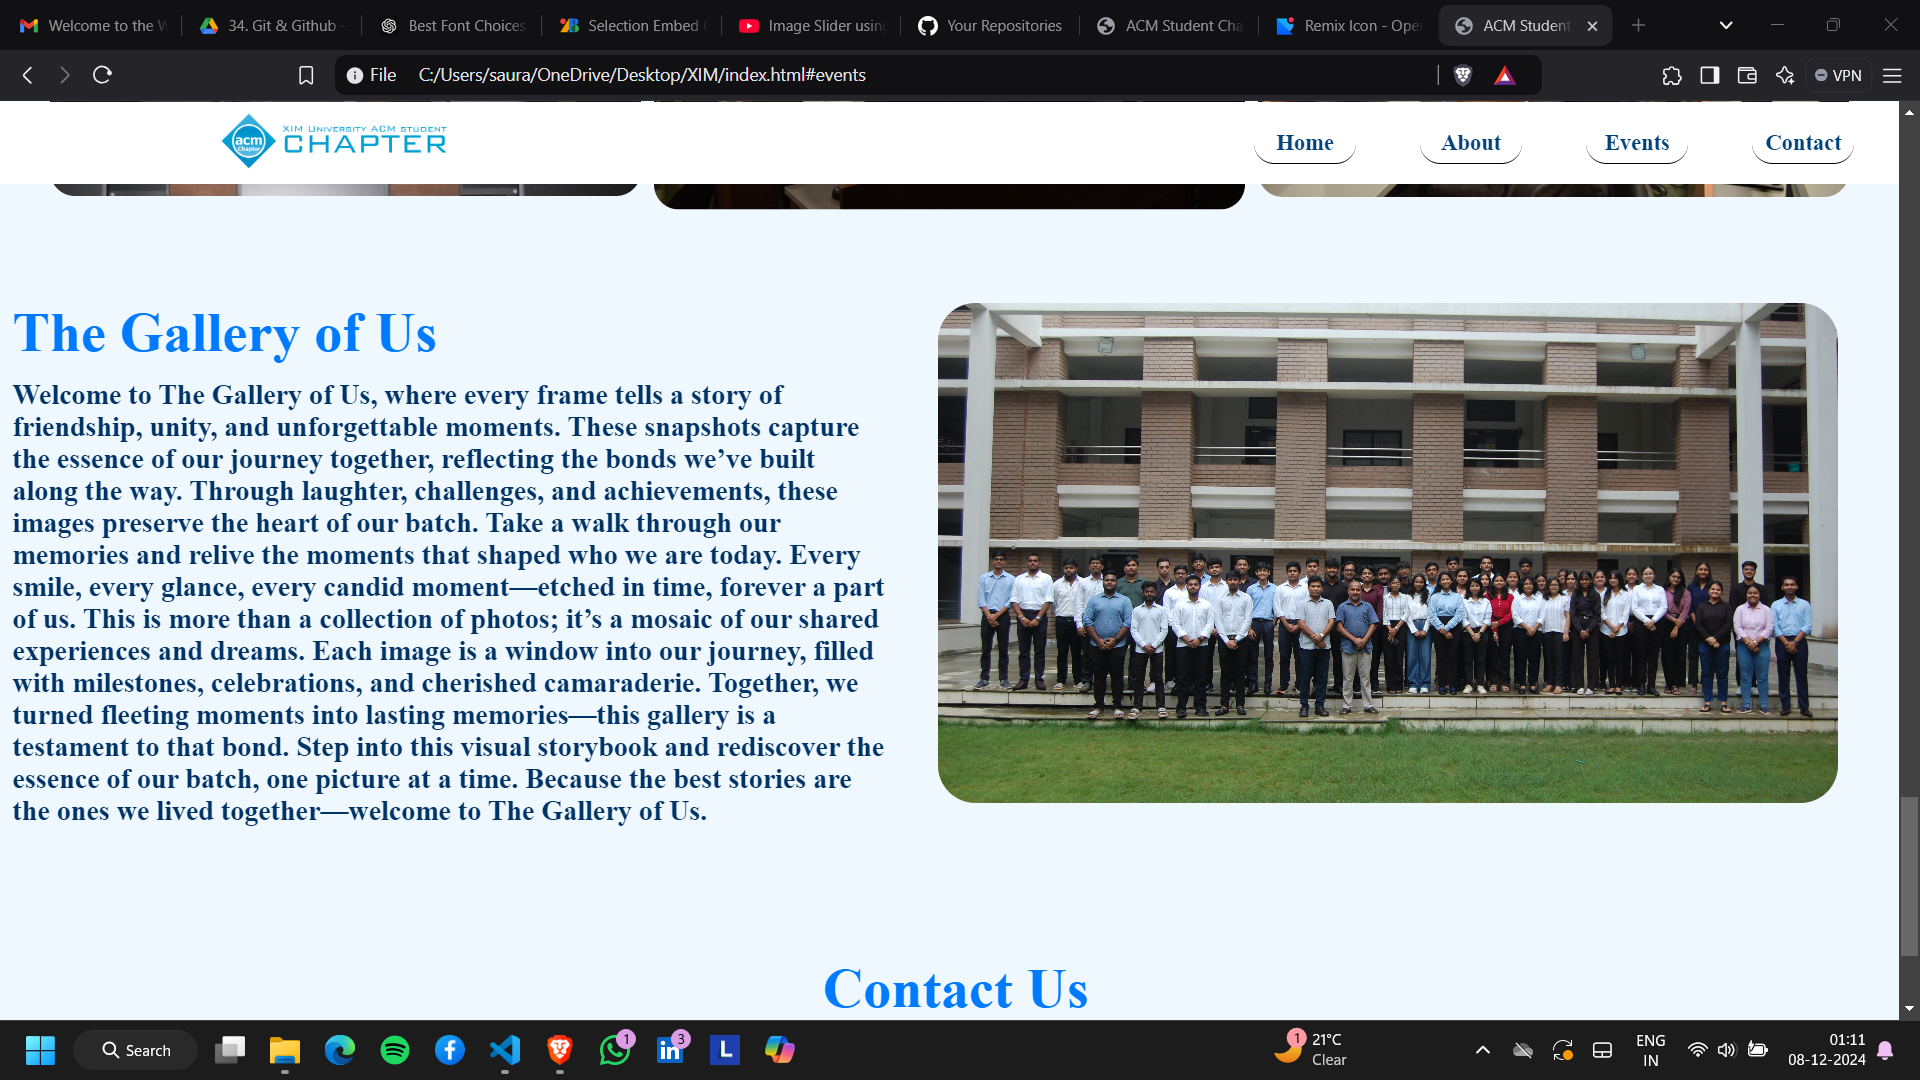 Welcome to the W
34. Git & Github -
Best Font Choices
Selection Embed
Image Slider using
Your Repositories
ACM Student Cha
Remix Icon - Ope
ACM Student
File C:/Users/saura/OneDrive/Desktop/XIM/index.html#events
VPN
acm
Chapter
XIM UNIVERSITY ACM STUDENT
CHAPTER
Home
About
Events
Contact
The Gallery of Us
Welcome to The Gallery of Us, where every frame tells a story of
friendship, unity, and unforgettable moments. These snapshots capture
the essence of our journey together, reflecting the bonds we’ve built
along the way. Through laughter, challenges, and achievements, these
images preserve the heart of our batch. Take a walk through our
memories and relive the moments that shaped who we are today. Every
smile, every glance, every candid moment—etched in time, forever a part
of us. This is more than a collection of photos; it’s a mosaic of our shared
experiences and dreams. Each image is a window into our journey, filled
with milestones, celebrations, and cherished camaraderie. Together, we
turned fleeting moments into lasting memories—this gallery is a
testament to that bond. Step into this visual storybook and rediscover the
essence of our batch, one picture at a time. Because the best stories are
the ones we lived together—welcome to The Gallery of Us.
Contact Us
Search
1
in
3
L
1
21°C
Clear
ENG
IN
01:11
08-12-2024